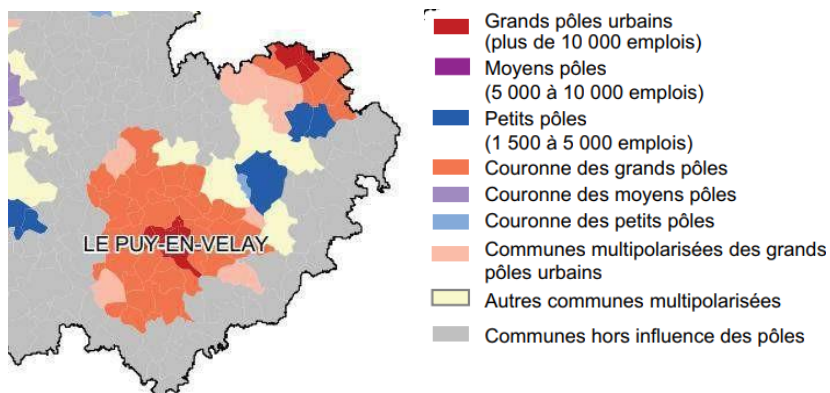 LE PUY-EN-VELAY
Grands pôles urbains
(plus de 10 000 emplois)
Moyens pôles
(5 000 à 10 000 emplois)
Petits pôles
(1 500 à 5 000 emplois)
Couronne des grands pôles
Couronne des moyens pôles
Couronne des petits pôles
Communes multipolarisées des grands
pôles urbains
Autres communes multipolarisées
Communes hors influence des pôles